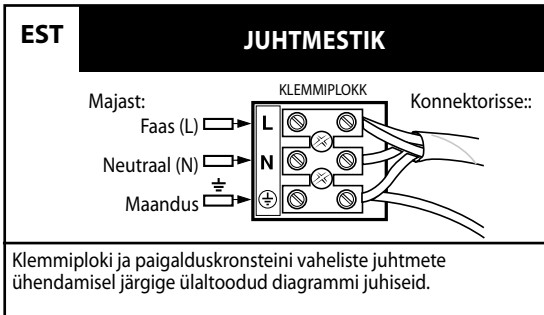 EST
JUHTMESTIK
KLEMMIPLOKK
Majast:
Konnektorisse::
Faas (L)
L
Neutraal (N)
N
Maandus
Klemmiploki ja paigalduskronsteini vaheliste juhtmete
ühendamisel järgige ülaltoodud diagrammi juhiseid.